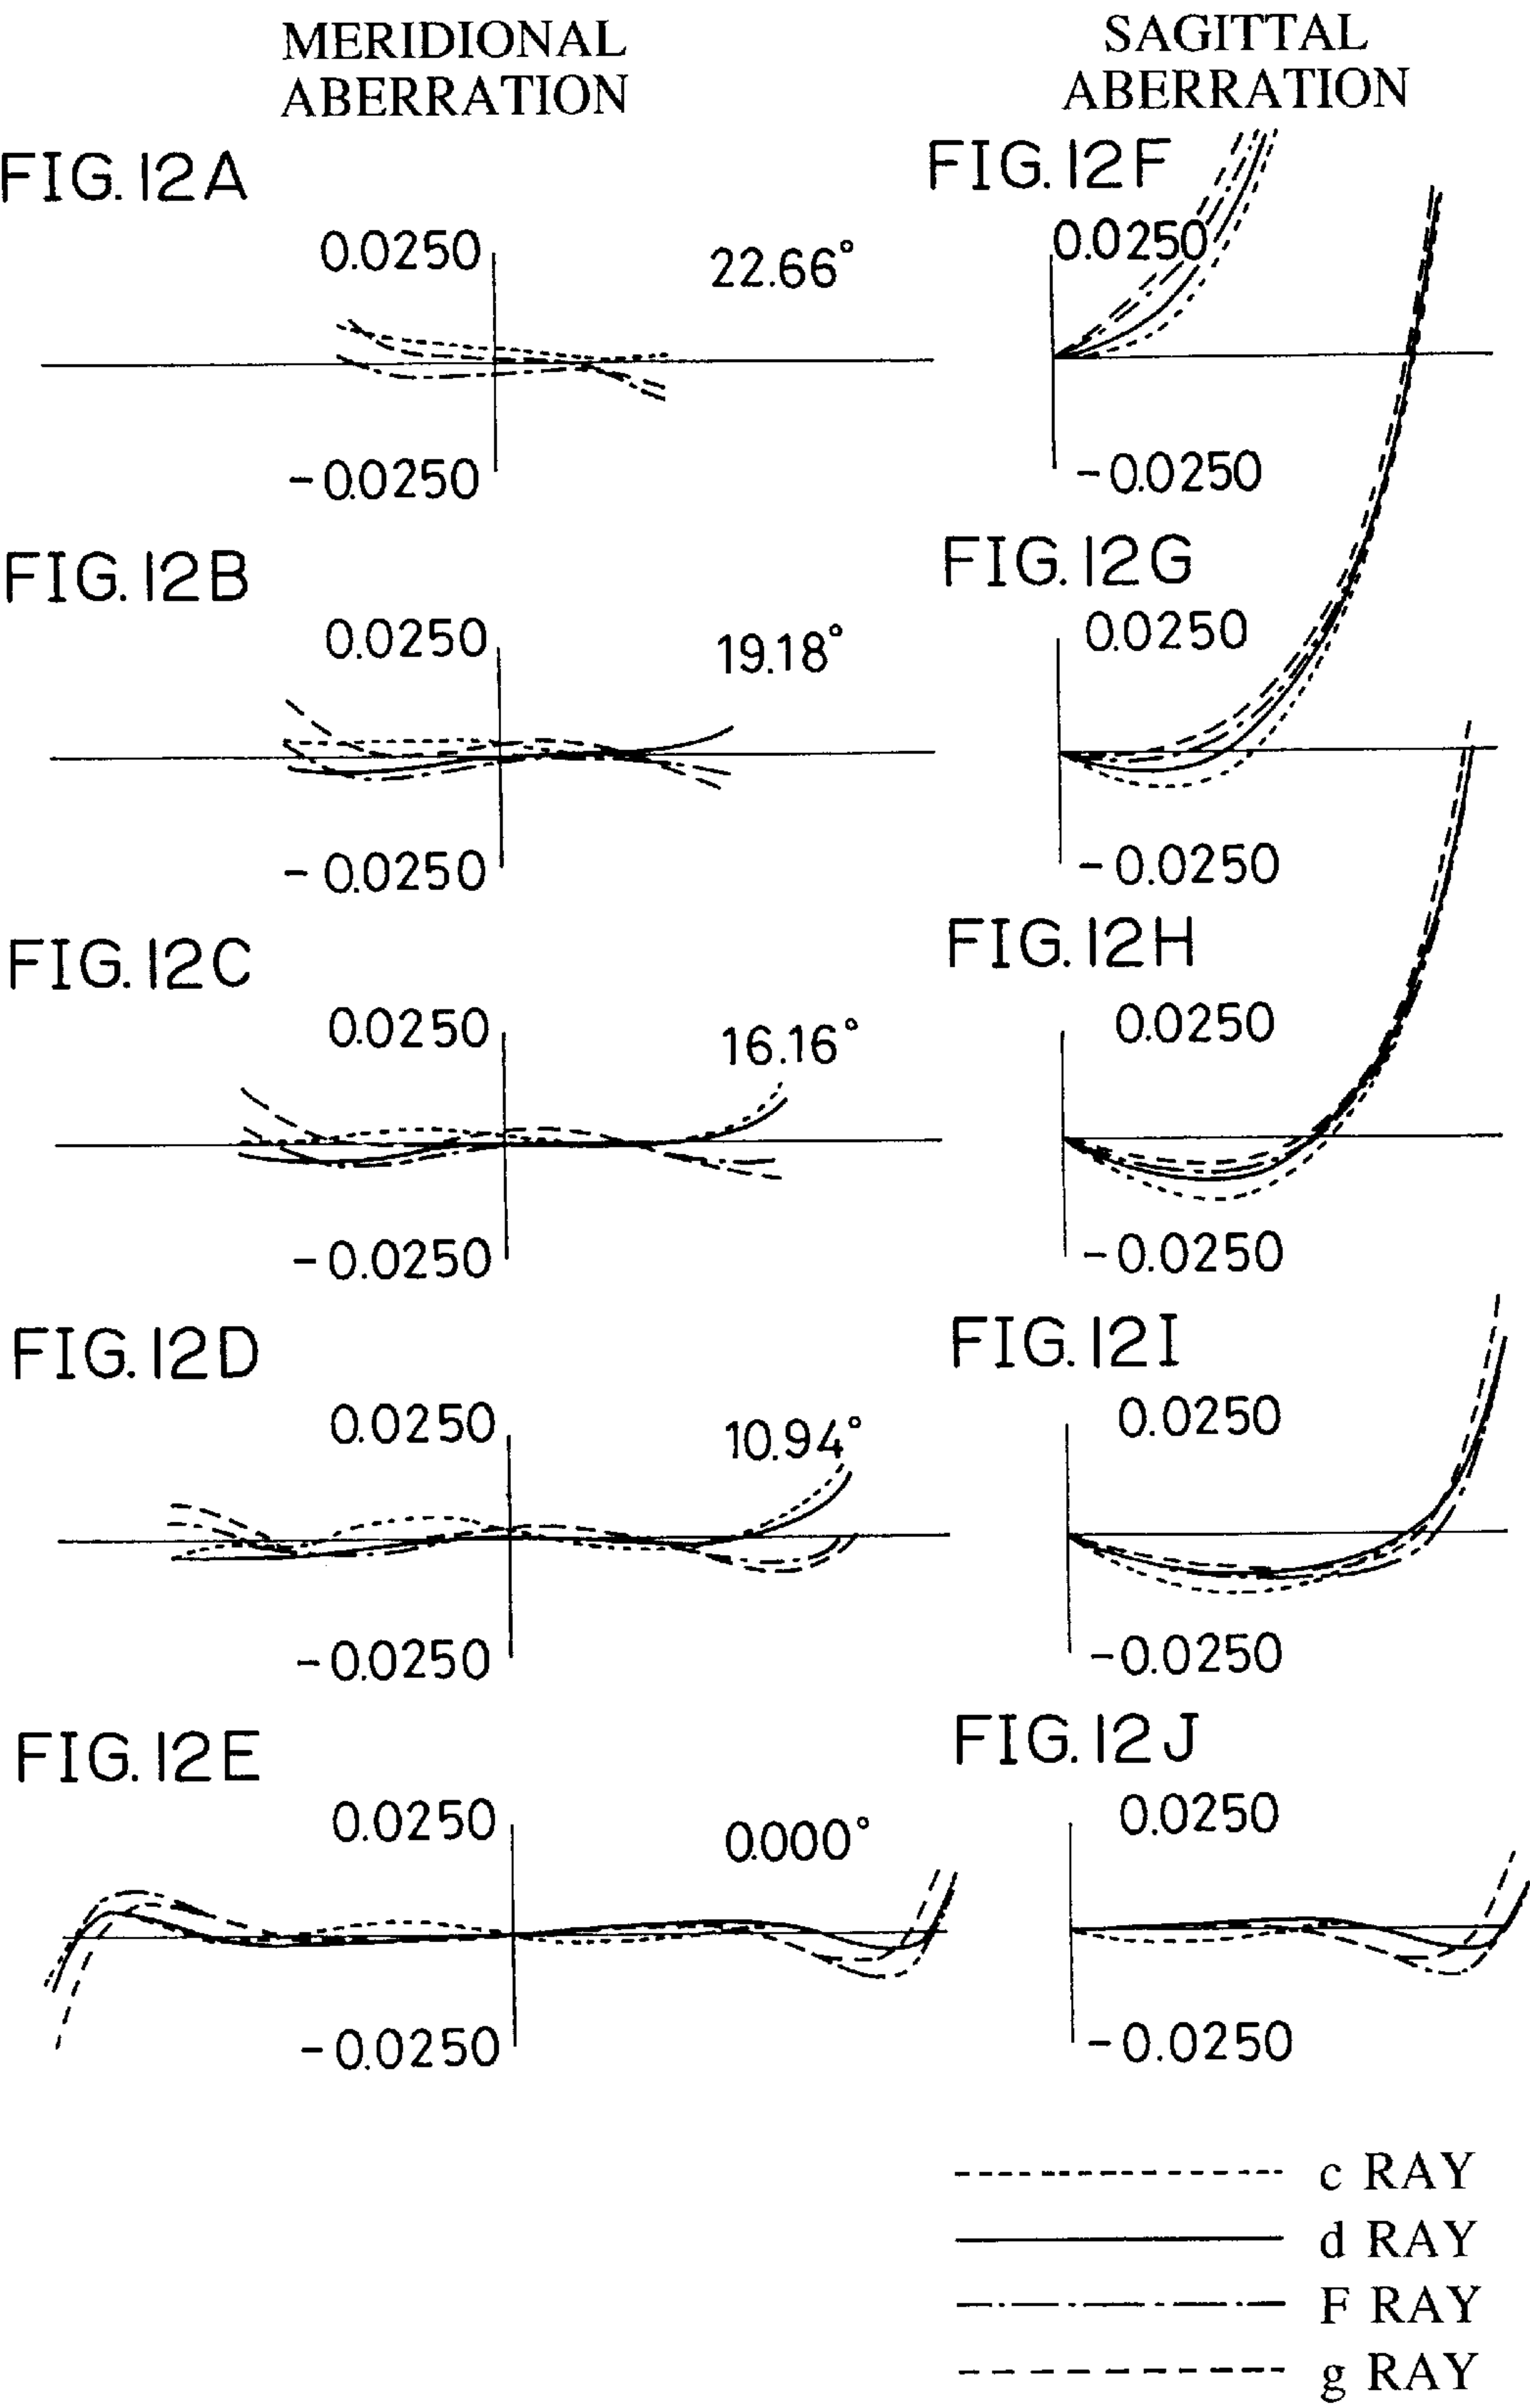 MERIDIONAL
ABERRATION
SAGITTAL
ABERRATION
FIG.12A
0.0250
22.66°
-0.0250
FIG.12F
0.0250
-0.0250
FIG.12B
0.0250
19.18°
-0.0250
FIG.12G
0.0250
-0.0250
FIG.12C
0.0250
16.16°
-0.0250
FIG.12H
0.0250
-0.0250
FIG.12D
0.0250
10.94°
-0.0250
FIG.12I
0.0250
-0.0250
FIG.12E
0.0250
0.000°
-0.0250
FIG.12J
0.0250
-0.0250
c RAY
d RAY
F RAY
g RAY